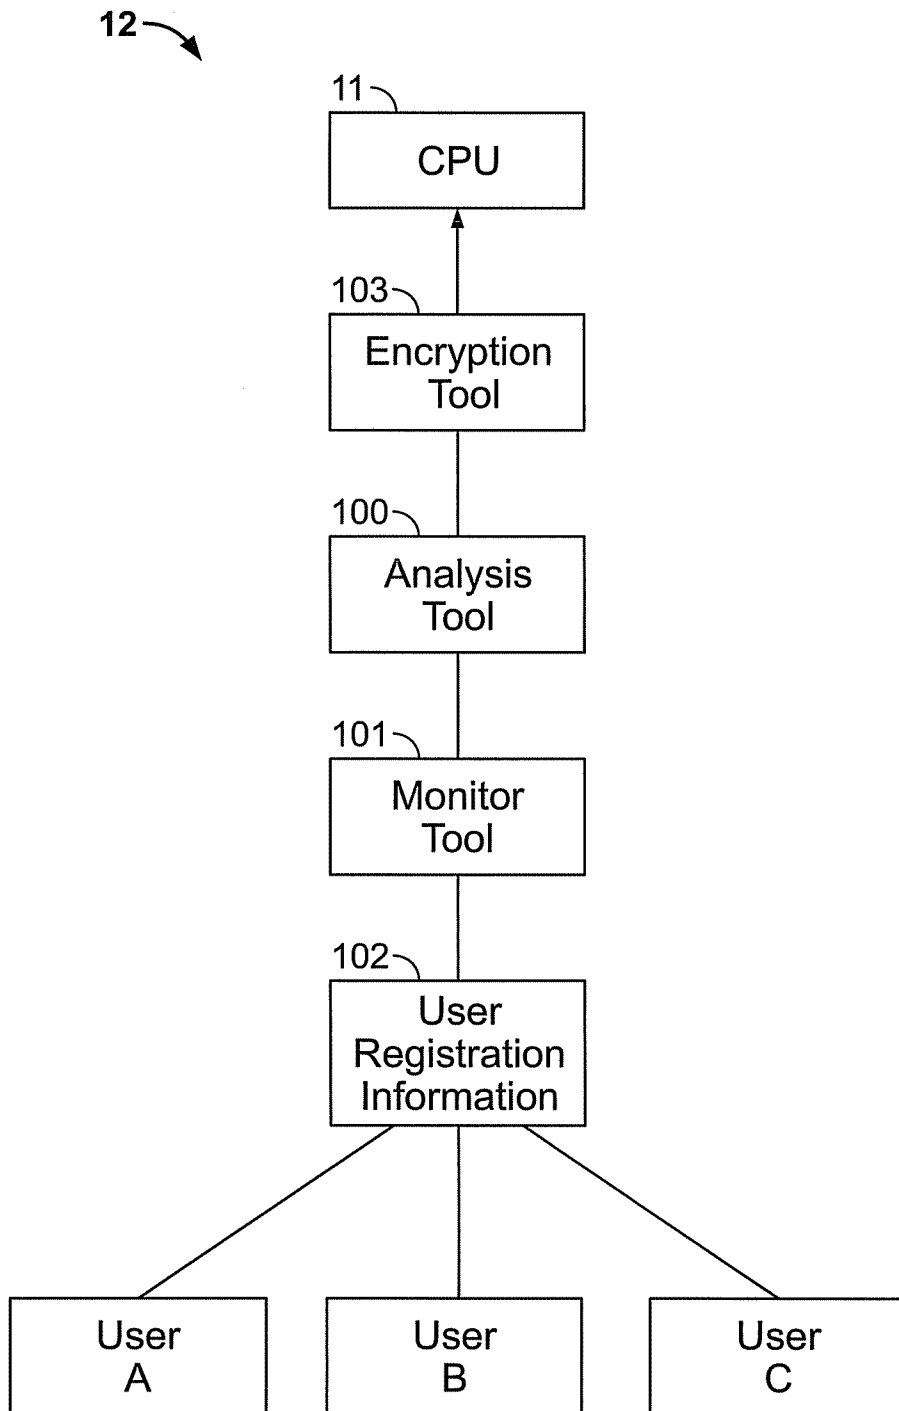 12
11
CPU
103
Encryption
Tool
100
Analysis
Tool
101
Monitor
Tool
102
User
Registration
Information
User
A
User
B
User
C